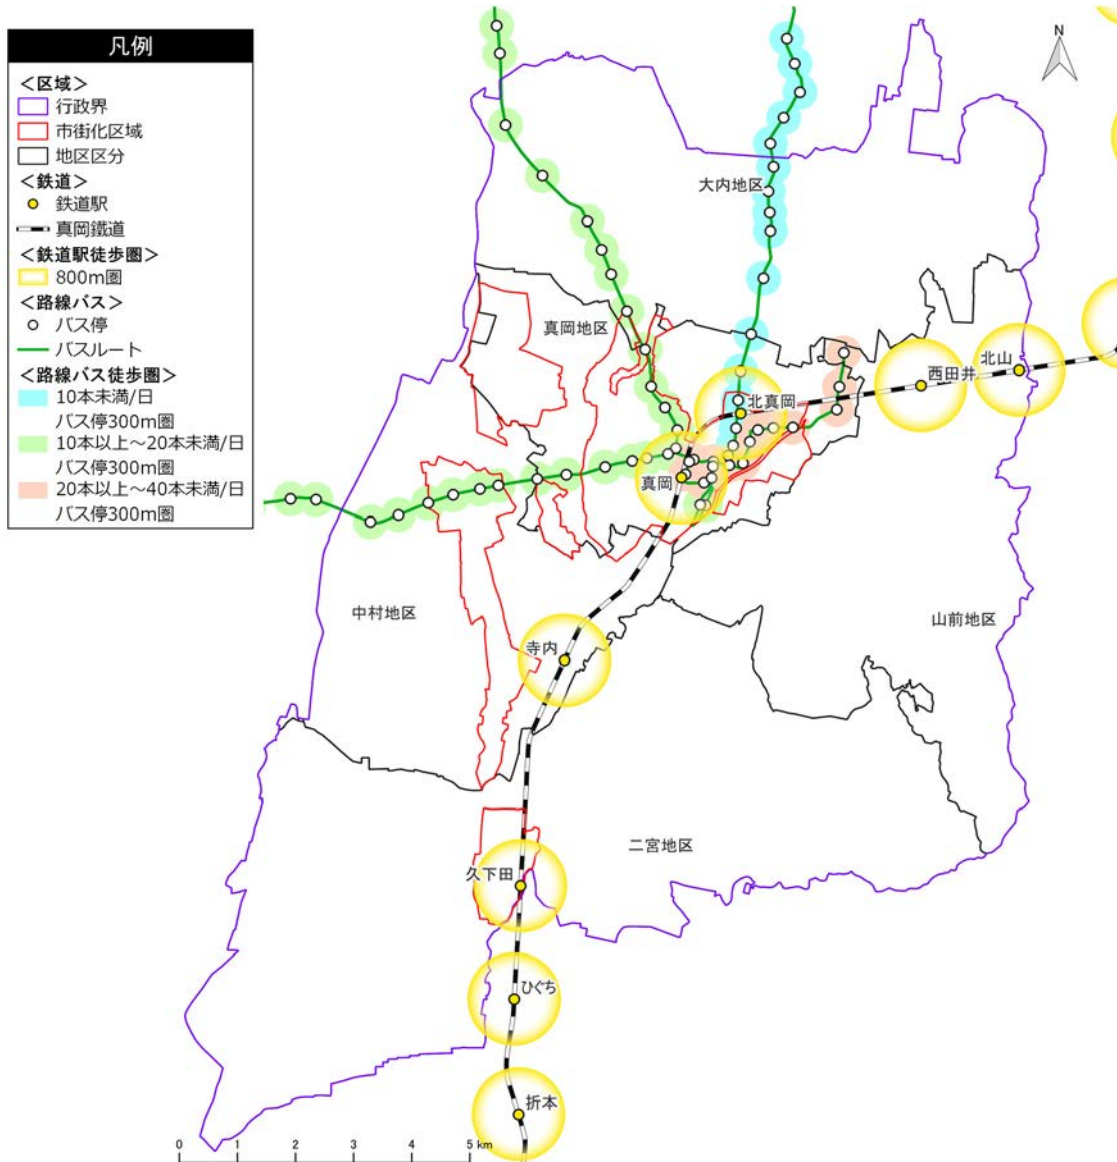 凡例
＜区域＞
行政界
市街化区域
地区区分
＜鉄道＞
鉄道駅
真岡鐵道
＜鉄道駅徒歩圏＞
800m圏
＜路線バス＞
バス停
バスルート
＜路線バス徒歩圏＞
10本未満/日
バス停300m圏
10本以上～20本未満/日
バス停300m圏
20本以上～40本未満/日
バス停300m圏
N
大内地区
真岡地区
北山
西田井
北真岡
真岡
中村地区
山前地区
寺内
二宮地区
久下田
ひぐち
折本
0 1 2 3 4 5 km